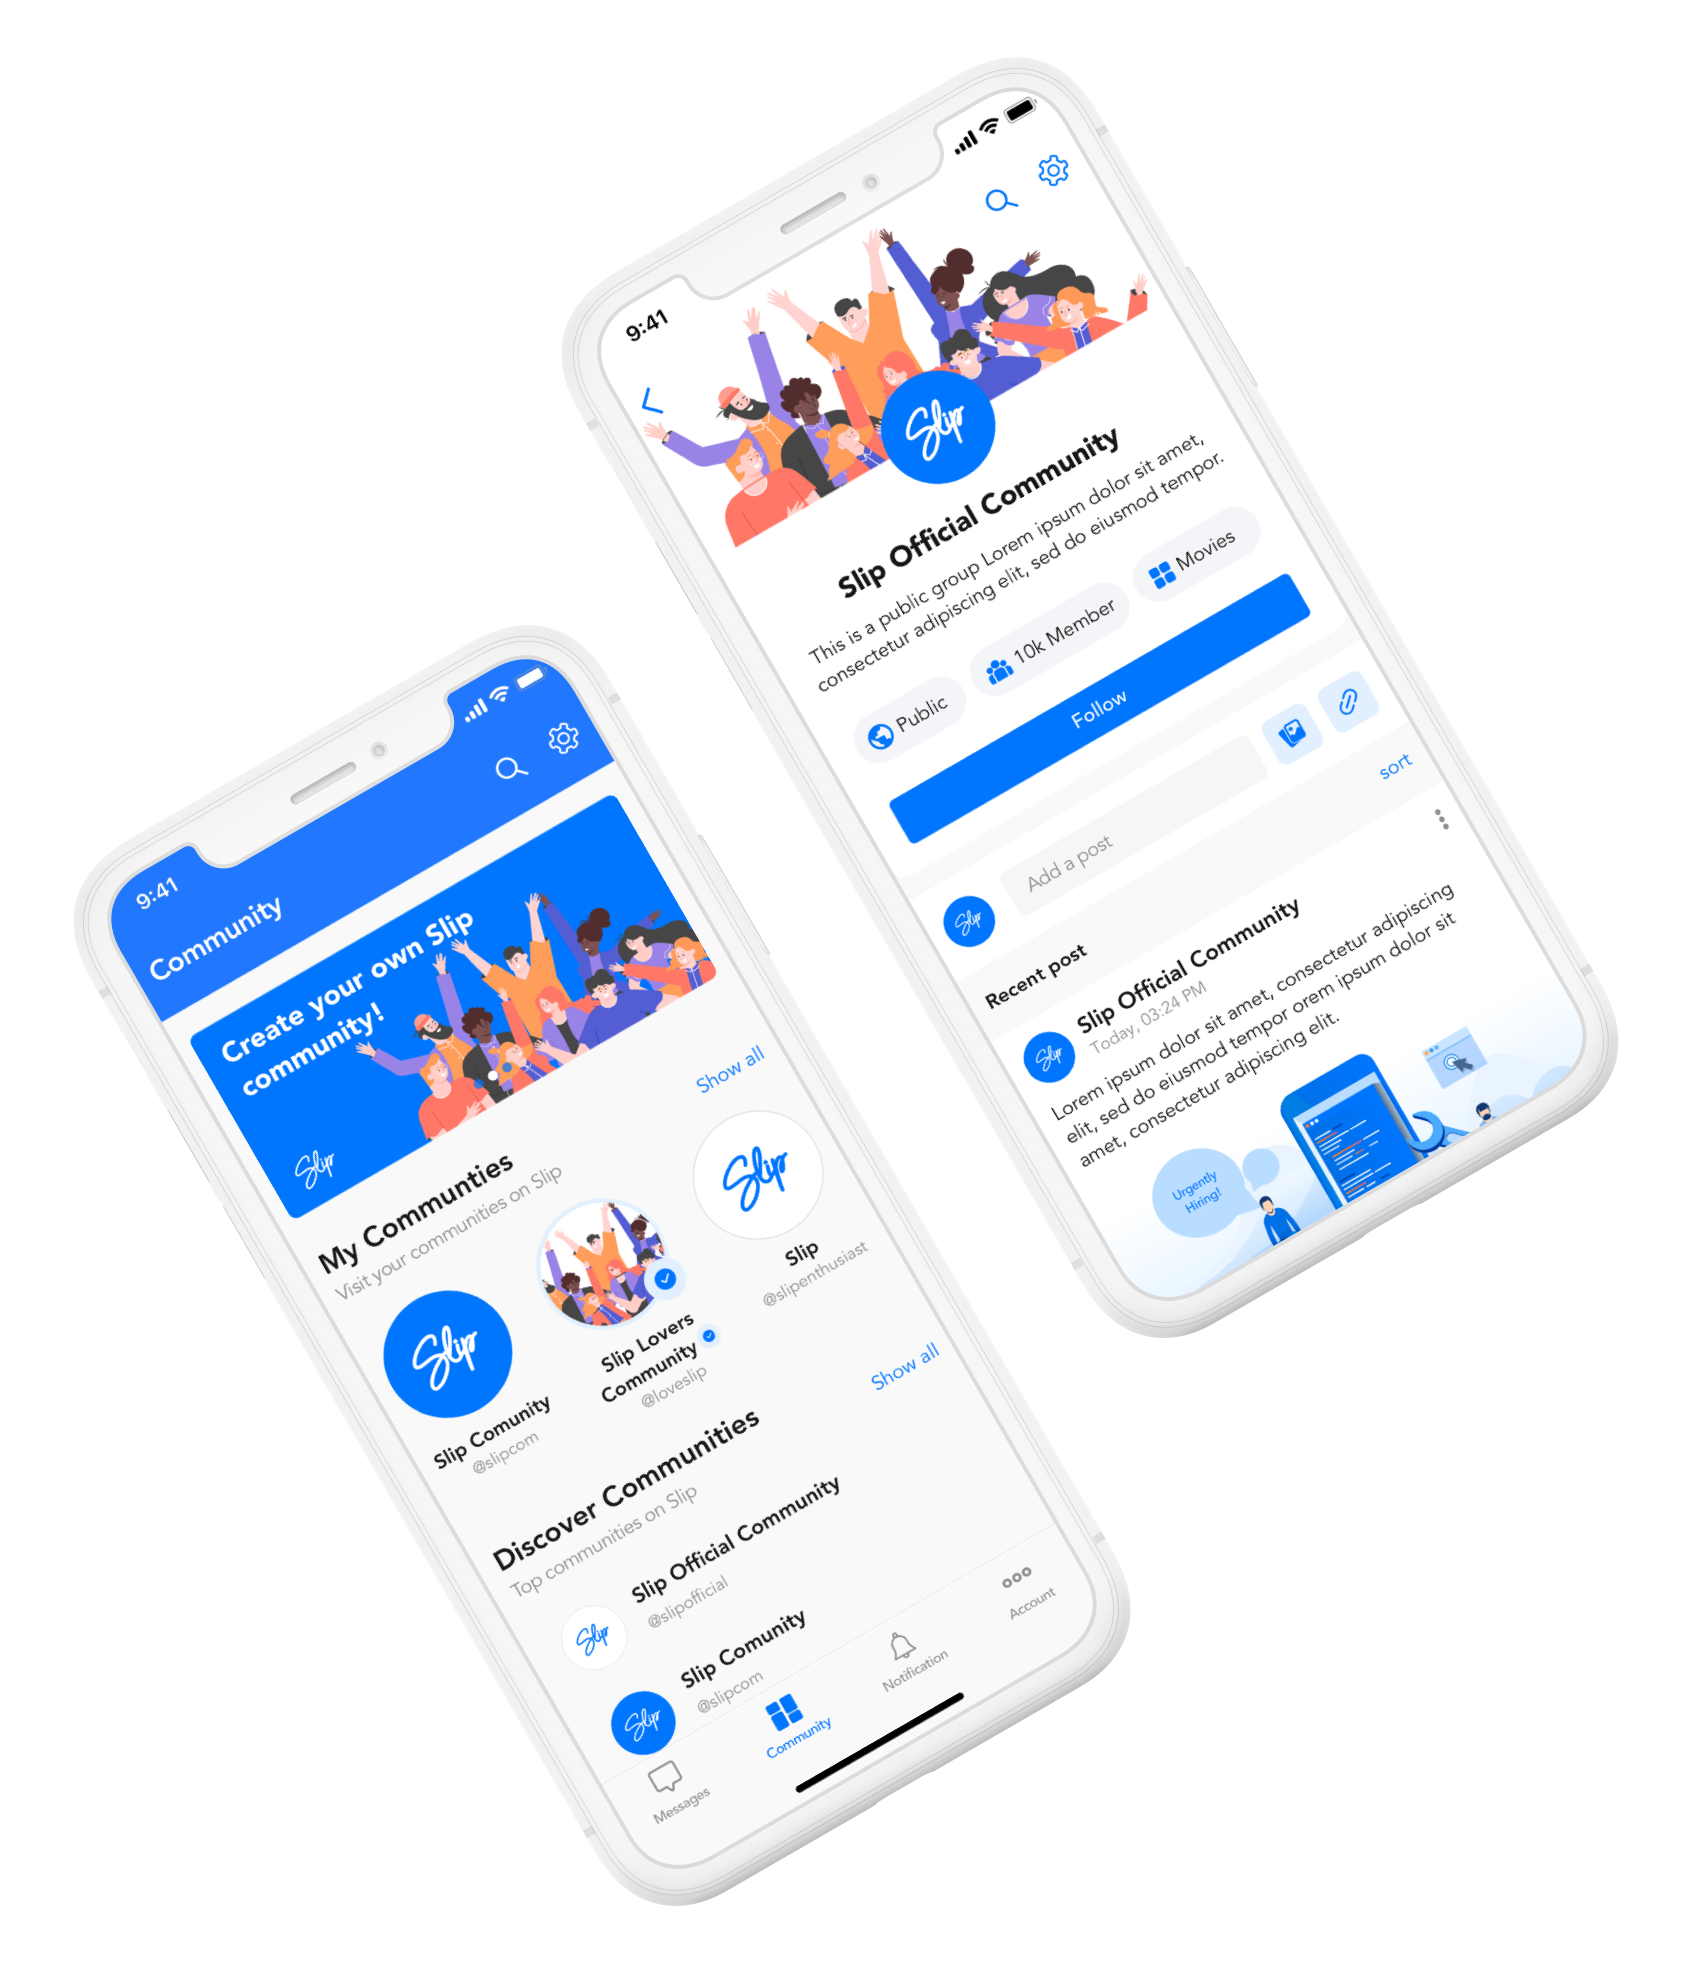 9:41
Community
Create your own Slip
community!
Slip
My Communties
Visit your communities on Slip
Show all
Slip
Slip Comunity
@slipcom
Slip Lovers
Community
@loveslip
Slip
Slip
@slipenthusiast
Discover Communities
Top communities on Slip
Show all
Slip
Slip Official Community
@slipofficial
Slip
Slip Comunity
@slipcom
Messages
Community
Notification
Account
9:41
Slip
Slip Official Community
This is a public group Lorem ipsum dolor sit amet,
consectetur adipiscing elit, sed do eiusmod tempor.
Public
10k Member
Movies
Follow
Slip
Add a post
Recent post
sort
Slip
Slip Official Community
Today, 03:24 PM
Lorem ipsum dolor sit amet, consectetur adipiscing
elit, sed do eiusmod tempor orem ipsum dolor sit
amet, consectetur adipiscing elit.
Urgently
Hiring!